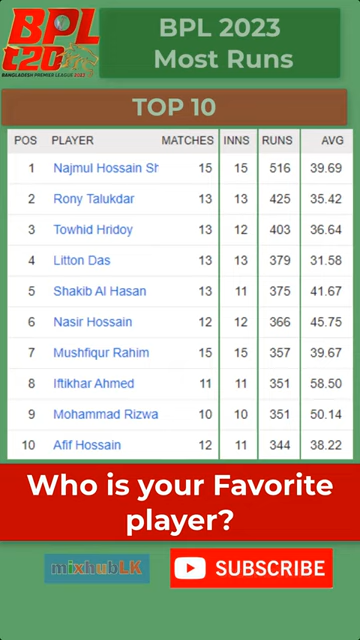 BPL
t20
BANGLADESH PREMIER LEAGUE 2023
BPL 2023
Most Runs
TOP 10
POS PLAYER MATCHES INNS RUNS AVG
1 Najmul Hossain Sh 15 15 516 39.69
2 Rony Talukdar 13 13 425 35.42
3 Towhid Hridoy 13 12 403 36.64
4 Litton Das 13 13 379 31.58
5 Shakib Al Hasan 13 11 375 41.67
6 Nasir Hossain 12 12 366 45.75
7 Mushfiqur Rahim 15 15 357 39.67
8 Iftikhar Ahmed 11 11 351 58.50
9 Mohammad Rizwa 10 10 351 50.14
10 Afif Hossain 12 11 344 38.22
Who is your Favorite
player?
mixhubLK
SUBSCRIBE